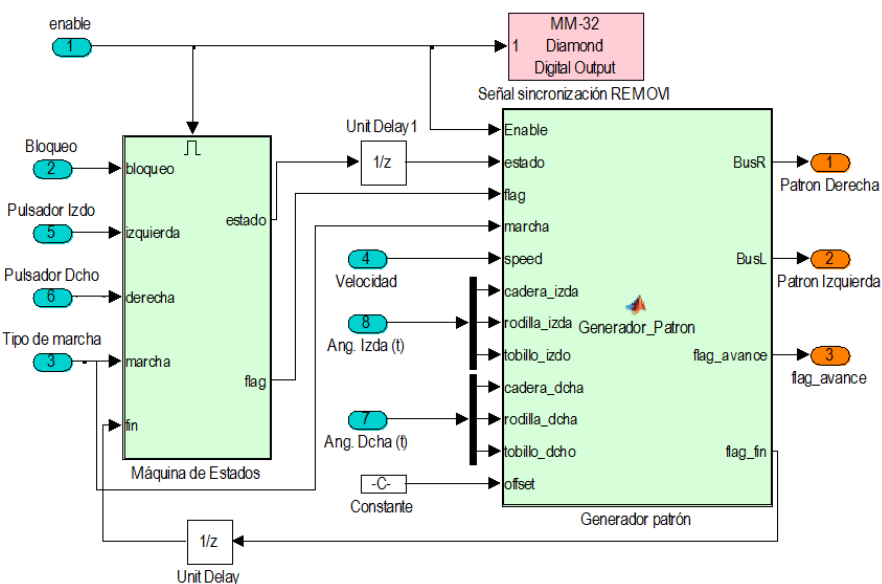 enable
1
MM-32
1
Diamond
Digital Output
Señal sincronización REMOVI
Bloqueo
2
Pulsador Izdo
5
Pulsador Dcho
6
Tipo de marcha
3
bloqueo
izquierda
derecha
marcha
fin
estado
flag
Máquina de Estados
Unit Delay1
1/z
Velocidad
4
Ang. Izda (t)
8
Ang. Dcha (t)
7
-C-
Constante
Enable
estado
flag
marcha
speed
cadera_izda
rodilla_izda
tobillo_izdo
cadera_dcha
rodilla_dcha
tobillo_dcho
offset
Generador_Patron
BusR
BusL
flag_avance
flag_fin
Generador patrón
1
Patron Derecha
2
Patron Izquierda
3
flag_avance
1/z
Unit Delay